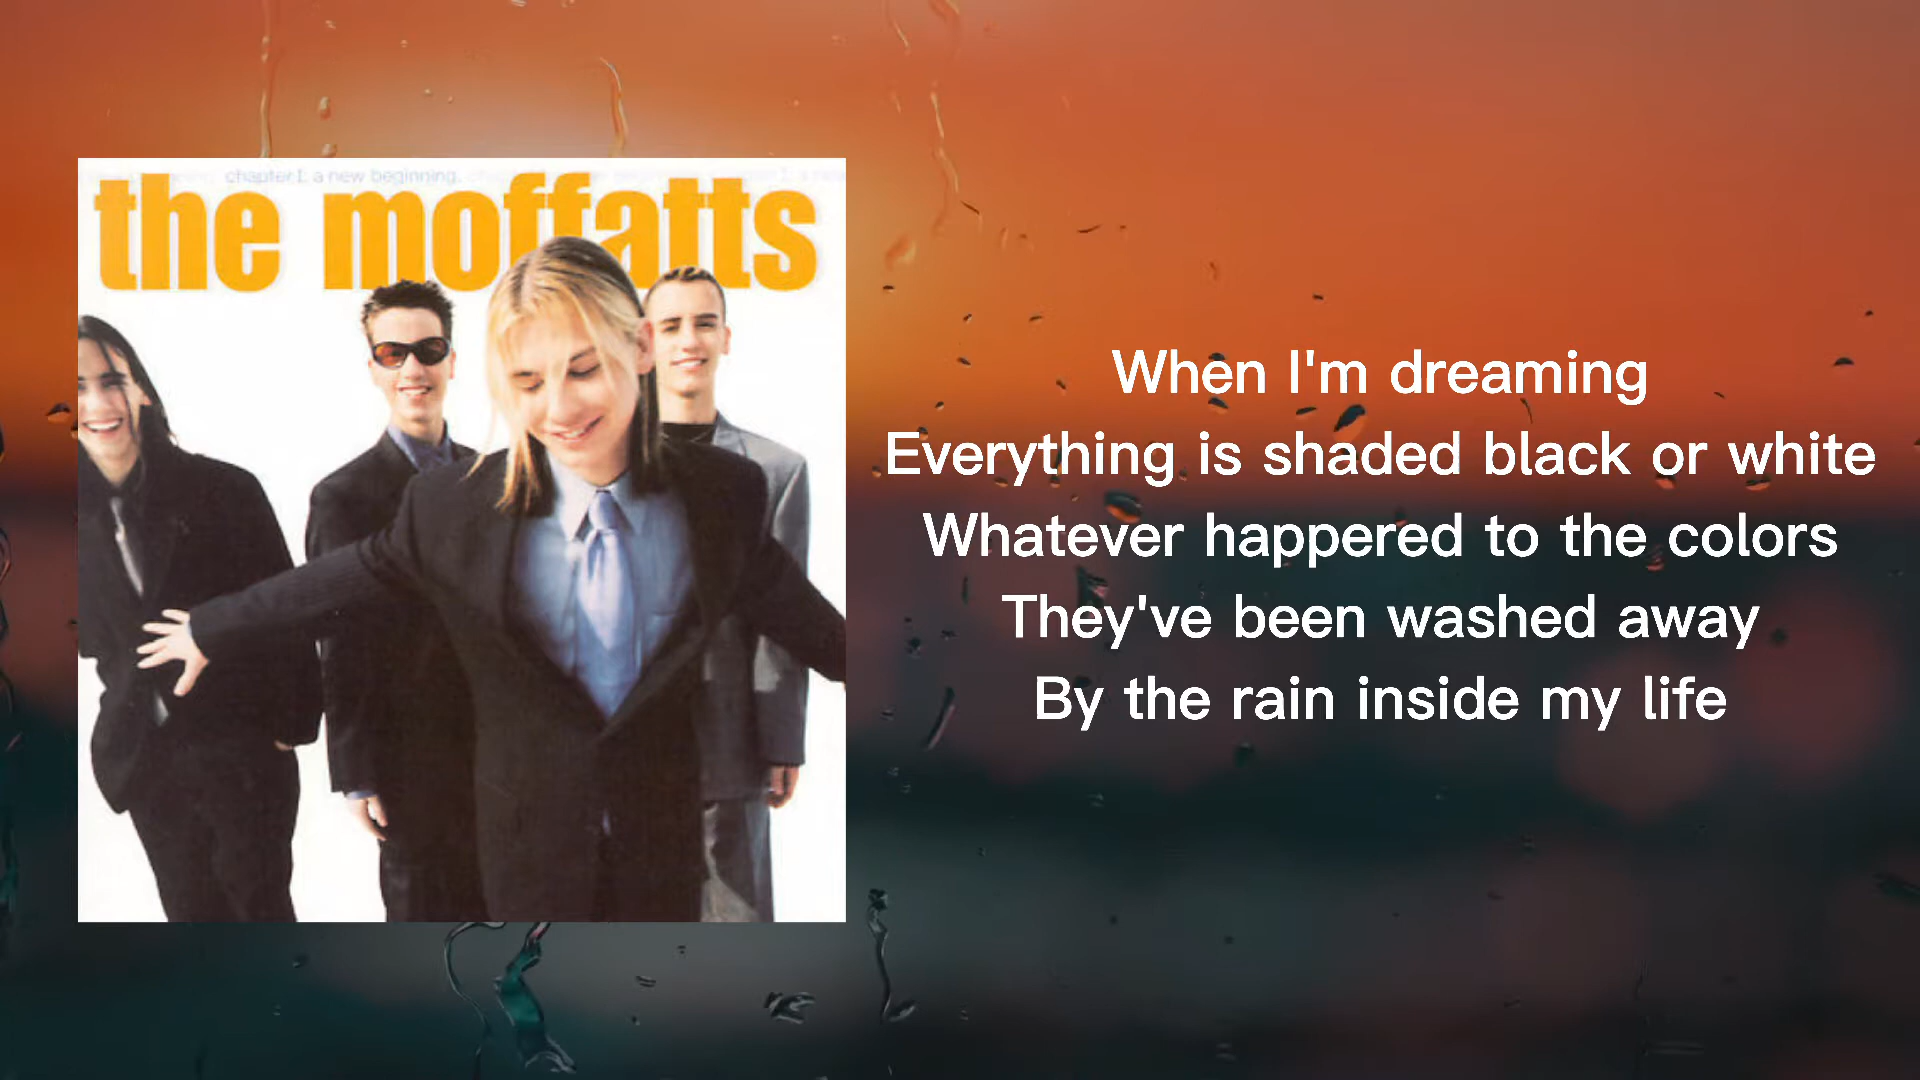 chapter I: a new beginning.
the moffatts
When I'm dreaming
Everything is shaded black or white
Whatever happered to the colors
They've been washed away
By the rain inside my life